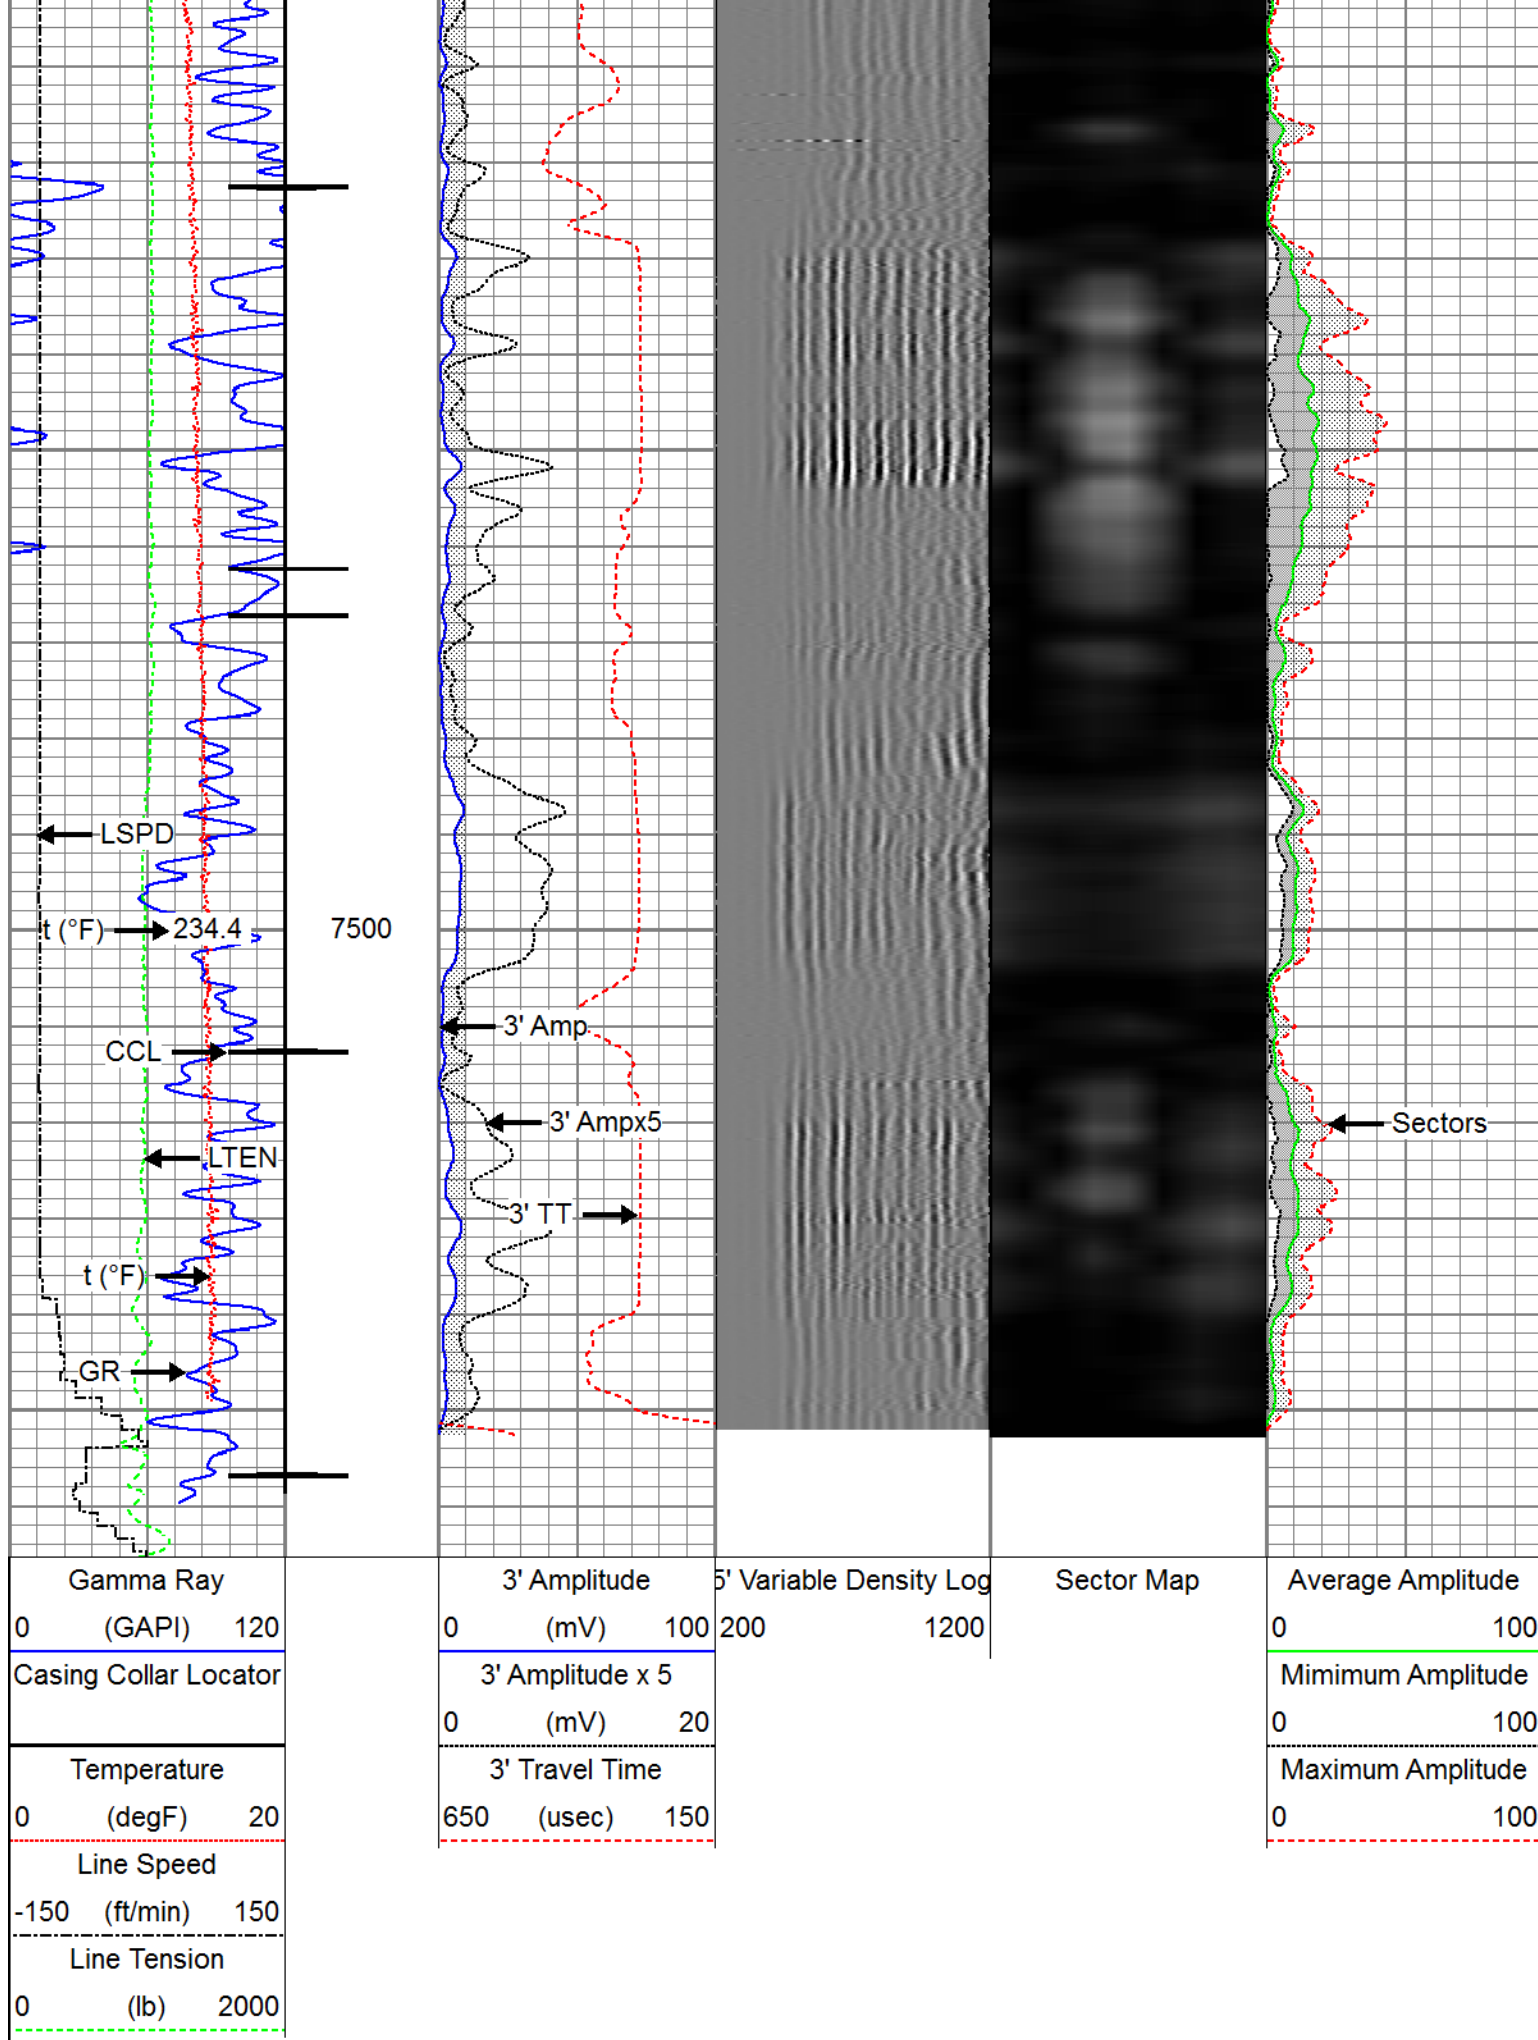 LSPD
t (°F)
234.4
7500
3' Amp
CCL
3' Ampx5
Sectors
LTEN
3' TT
t (°F)
GR
Gamma Ray
0 (GAPI) 120
Casing Collar Locator
Temperature
0 (degF) 20
Line Speed
-150 (ft/min) 150
Line Tension
0 (lb) 2000
3' Amplitude
0 (mV) 100
3' Amplitude x 5
0 (mV) 20
3' Travel Time
650 (usec) 150
5' Variable Density Log
200 1200
Sector Map
Average Amplitude
0 100
Mimimum Amplitude
0 100
Maximum Amplitude
0 100